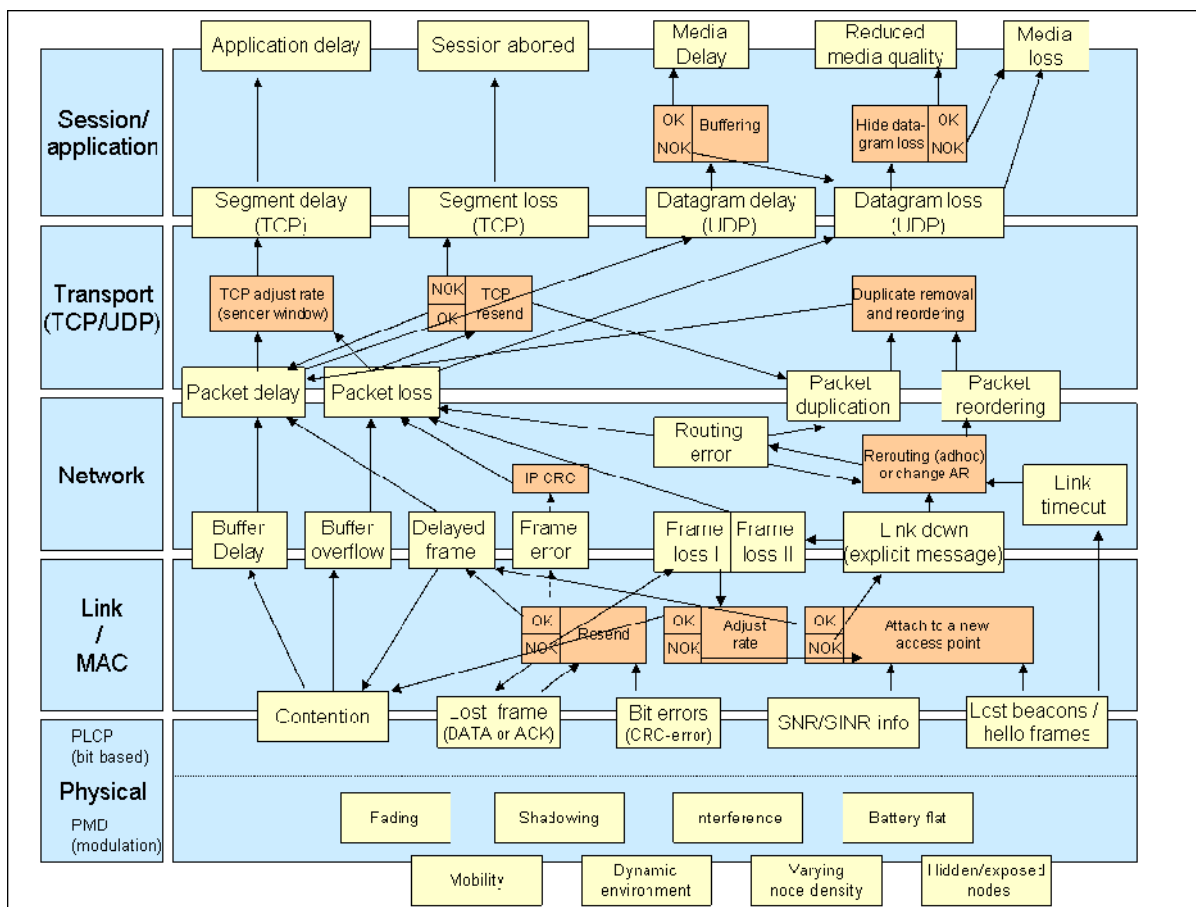 Application delay
Session aborted
Media
Delay
Reduced
media quality
Media
loss
Session/
application
OK
NOK
Buffering
Hide data-
gram loss
OK
NOK
Segment delay
(TCP)
Segment loss
(TCP)
Datagram delay
(UDP)
Datagram loss
(UDP)
Transport
(TCP/UDP)
TCP adjust rate
(sencer window)
NOK
OK
TCP
resend
Duplicate removal
and reordering
Packet delay
Packet loss
Packet
duplication
Packet
reordering
Network
Routing
error
Rerouting (adhoc)
or change AR
Link
timecut
IP CRC
Buffer
Delay
Buffer
overflow
Delayed
frame
Frame
error
Frame
loss I
Frame
loss II
Link dcwn
(explicit message)
Link
/
MAC
OK
NOK
Resend
OK
NOK
Adjust
rate
OK
NOK
Attach to a new
access point
Contention
Lost frame
(DATA or ACK)
Bit errors
(CRC-error)
SNR/SINR info
Lcst beacons /
hello frames
PLCP
(bit based)
Physical
PMD
(modulation)
Fading
Shadowing
nterference
Battery flat
Mobility
Dynamic
environment
Varying
noce density
Hidden/exposed
nodes